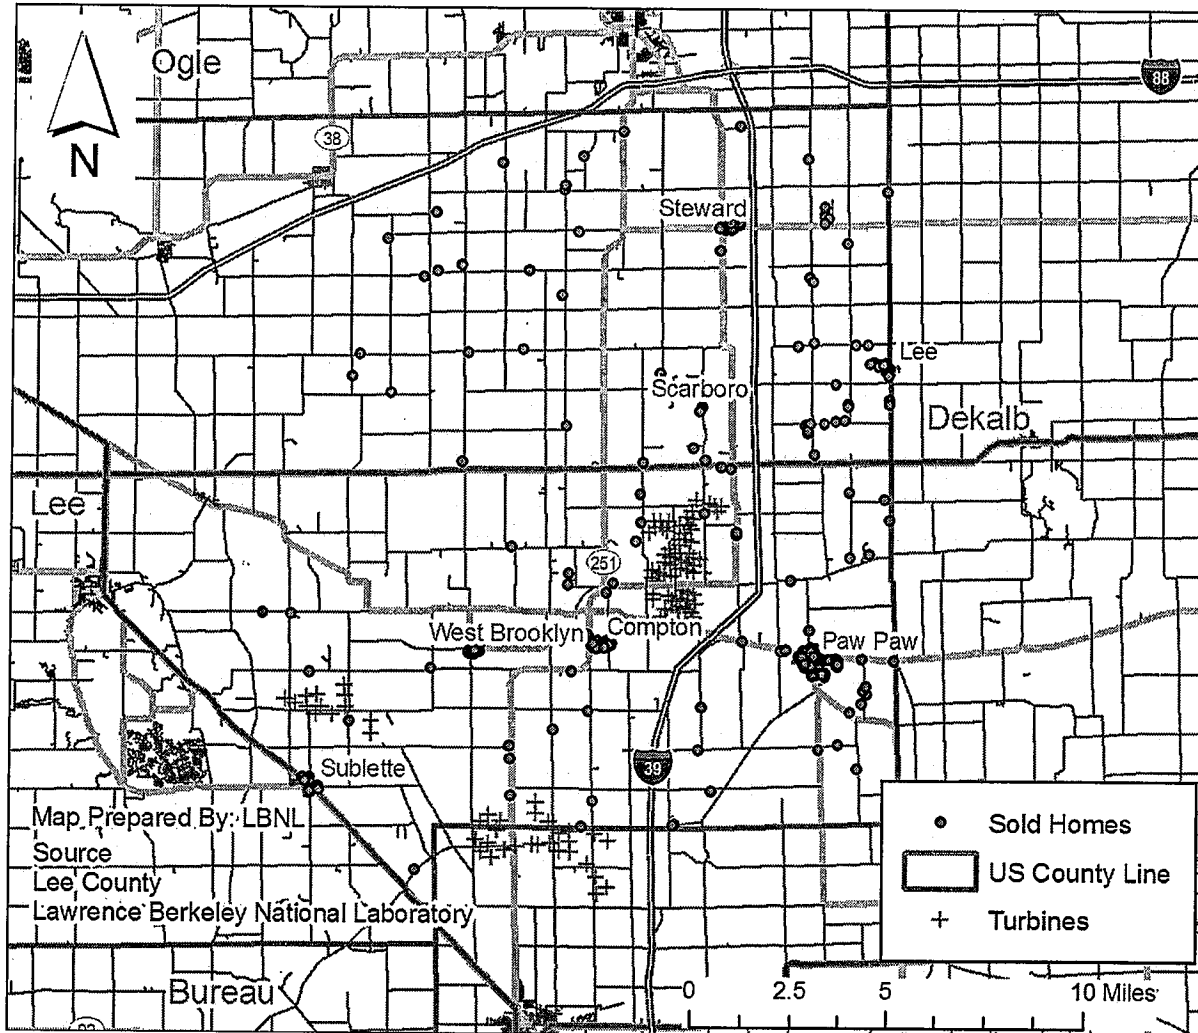 Ogle
N
38
88
Steward
Lee
Scarboro
Dekalb
Lee
251
West Brooklyn
Compton
Paw Paw
Sublette
39
Map Prepared By: LBNL
Source
Lee County
Lawrence Berkeley National Laboratory
Bureau
Sold Homes
US County Line
Turbines
0 2.5 5 10 Miles